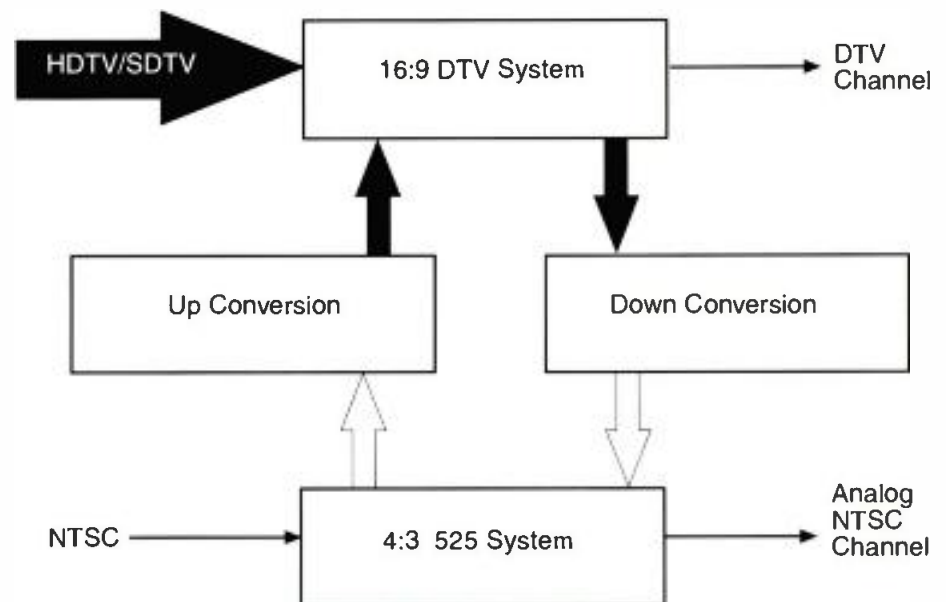 HDTV/SDTV
16:9 DTV System
DTV
Channel
Up Conversion
Down Conversion
NTSC
4:3 525 System
Analog
NTSC
Channel